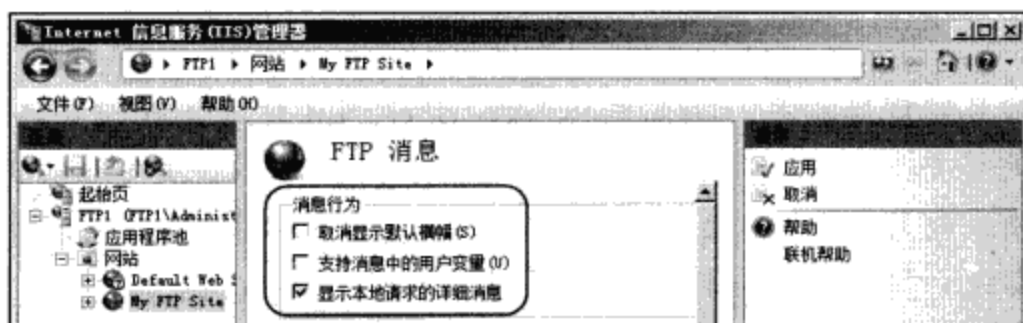 Internet 信息服务(IIS)管理器
FTP1 ▸ 网站 ▸ My FTP Site ▸
文件(F) 视图(V) 帮助(H)
FTP 消息
应用
取消
帮助
联机帮助
起始页
FTP1 (FTP1\Administ
应用程序池
网站
Default Web S
My FTP Site
消息行为
取消显示默认横幅(S)
支持消息中的用户变量(U)
显示本地请求的详细消息